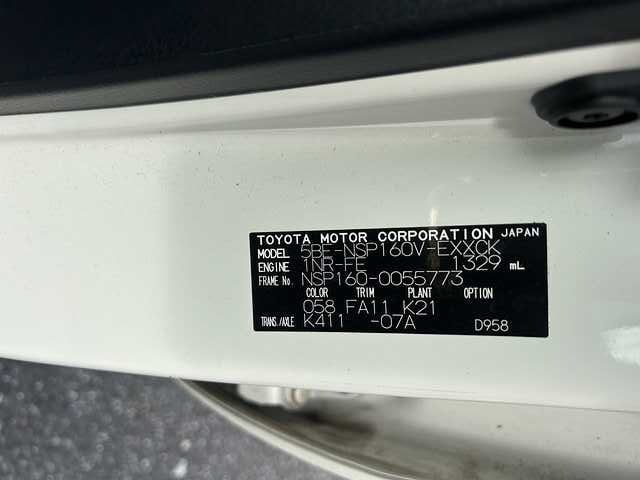 TOYOTA MOTOR CORPORATION JAPAN
MODEL 5BF-NSP160V-EXXCK
ENGINE 1NR-FE 1329 mL
FRAME No. NSP160-0055773
COLOR TRIM PLANT OPTION
058 FA11 K21
TRANS./AXLE K411 -07A D958